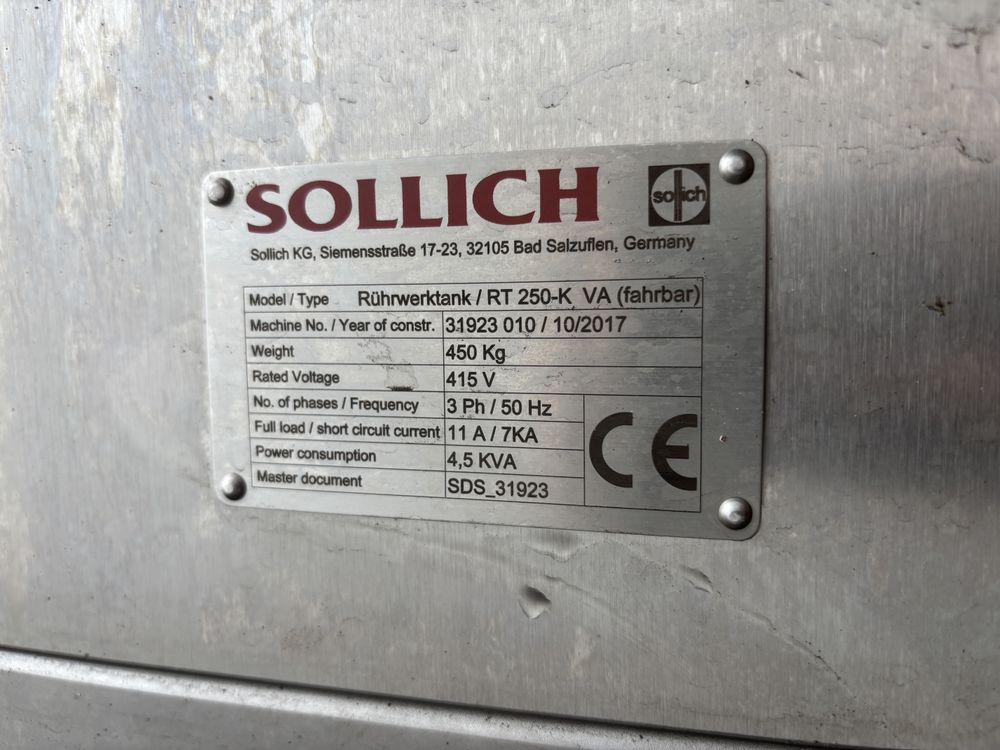 SOLLICH
sollich
Sollich KG, Siemensstraße 17-23, 32105 Bad Salzuflen, Germany
Model / Type Rührwerktank / RT 250-K VA (fahrbar)
Machine No. / Year of constr. 31923 010 / 10/2017
Weight 450 Kg
Rated Voltage 415 V
No. of phases / Frequency 3 Ph / 50 Hz
Full load / short circuit current 11 A / 7KA
Power consumption 4,5 KVA
Master document SDS_31923
CE